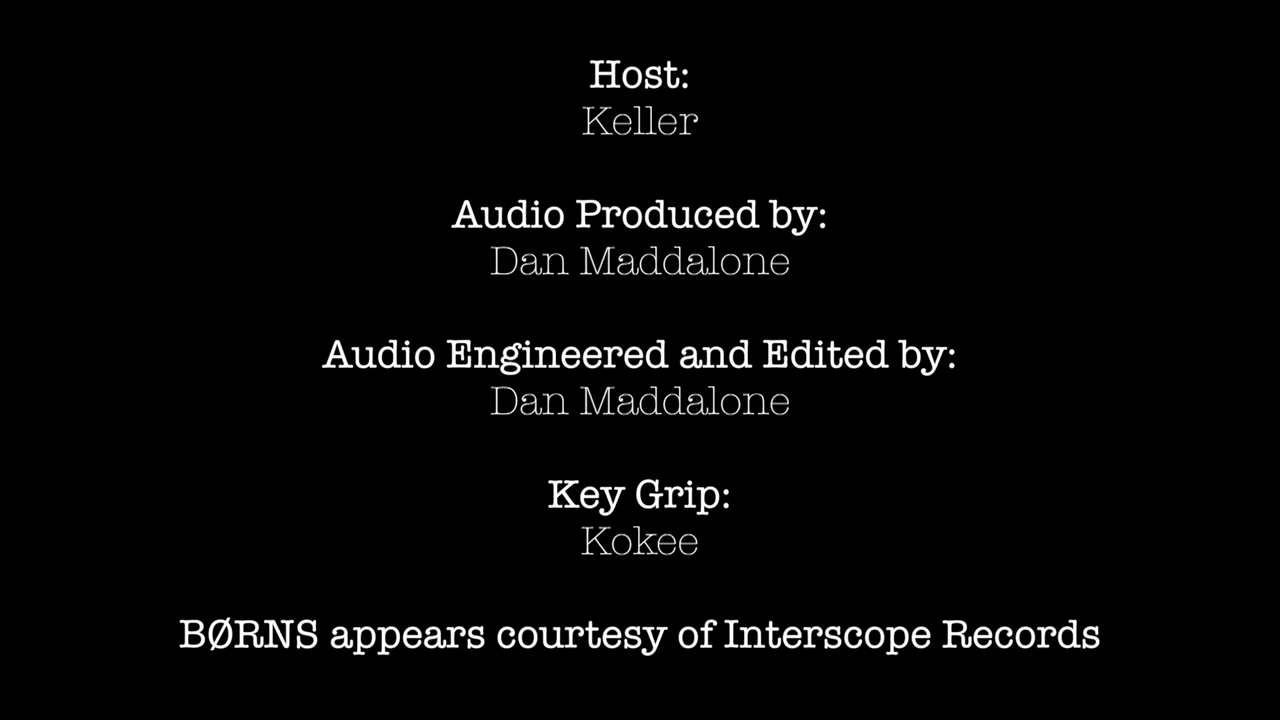 Host:
Keller
Audio Produced by:
Dan Maddalone
Audio Engineered and Edited by:
Dan Maddalone
Key Grip:
Kokee
BØRNS appears courtesy of Interscope Records